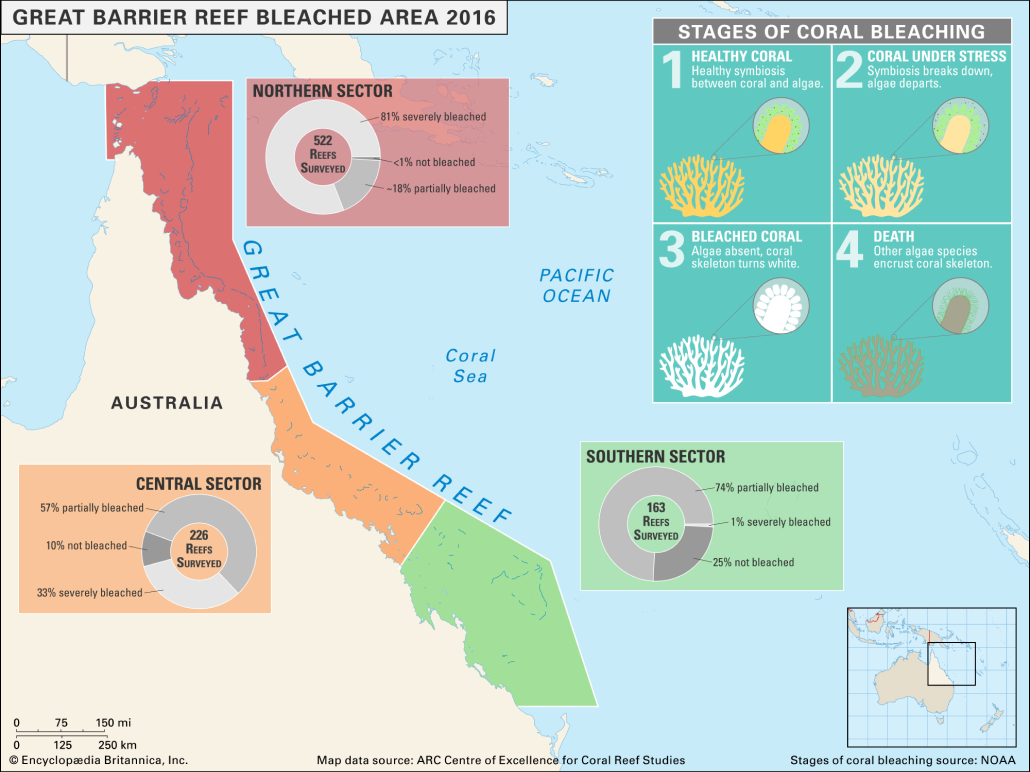 GREAT BARRIER REEF BLEACHED AREA 2016
STAGES OF CORAL BLEACHING
1 HEALTHY CORAL
Healthy symbiosis
between coral and algae.
2 CORAL UNDER STRESS
Symbiosis breaks down,
algae departs.
3 BLEACHED CORAL
Algae absent, coral
skeleton turns white.
4 DEATH
Other algae species
encrust coral skeleton.
NORTHERN SECTOR
522
REEFS
SURVEYED
81% severely bleached
<1% not bleached
~18% partially bleached
GREAT BARRIER REEF
PACIFIC
OCEAN
Coral
Sea
AUSTRALIA
CENTRAL SECTOR
57% partially bleached
10% not bleached
33% severely bleached
226
REEFS
SURVEYED
SOUTHERN SECTOR
163
REEFS
SURVEYED
74% partially bleached
1% severely bleached
25% not bleached
0 75 150 mi
0 125 250 km
© Encyclopædia Britannica, Inc.
Map data source: ARC Centre of Excellence for Coral Reef Studies
Stages of coral bleaching source: NOAA